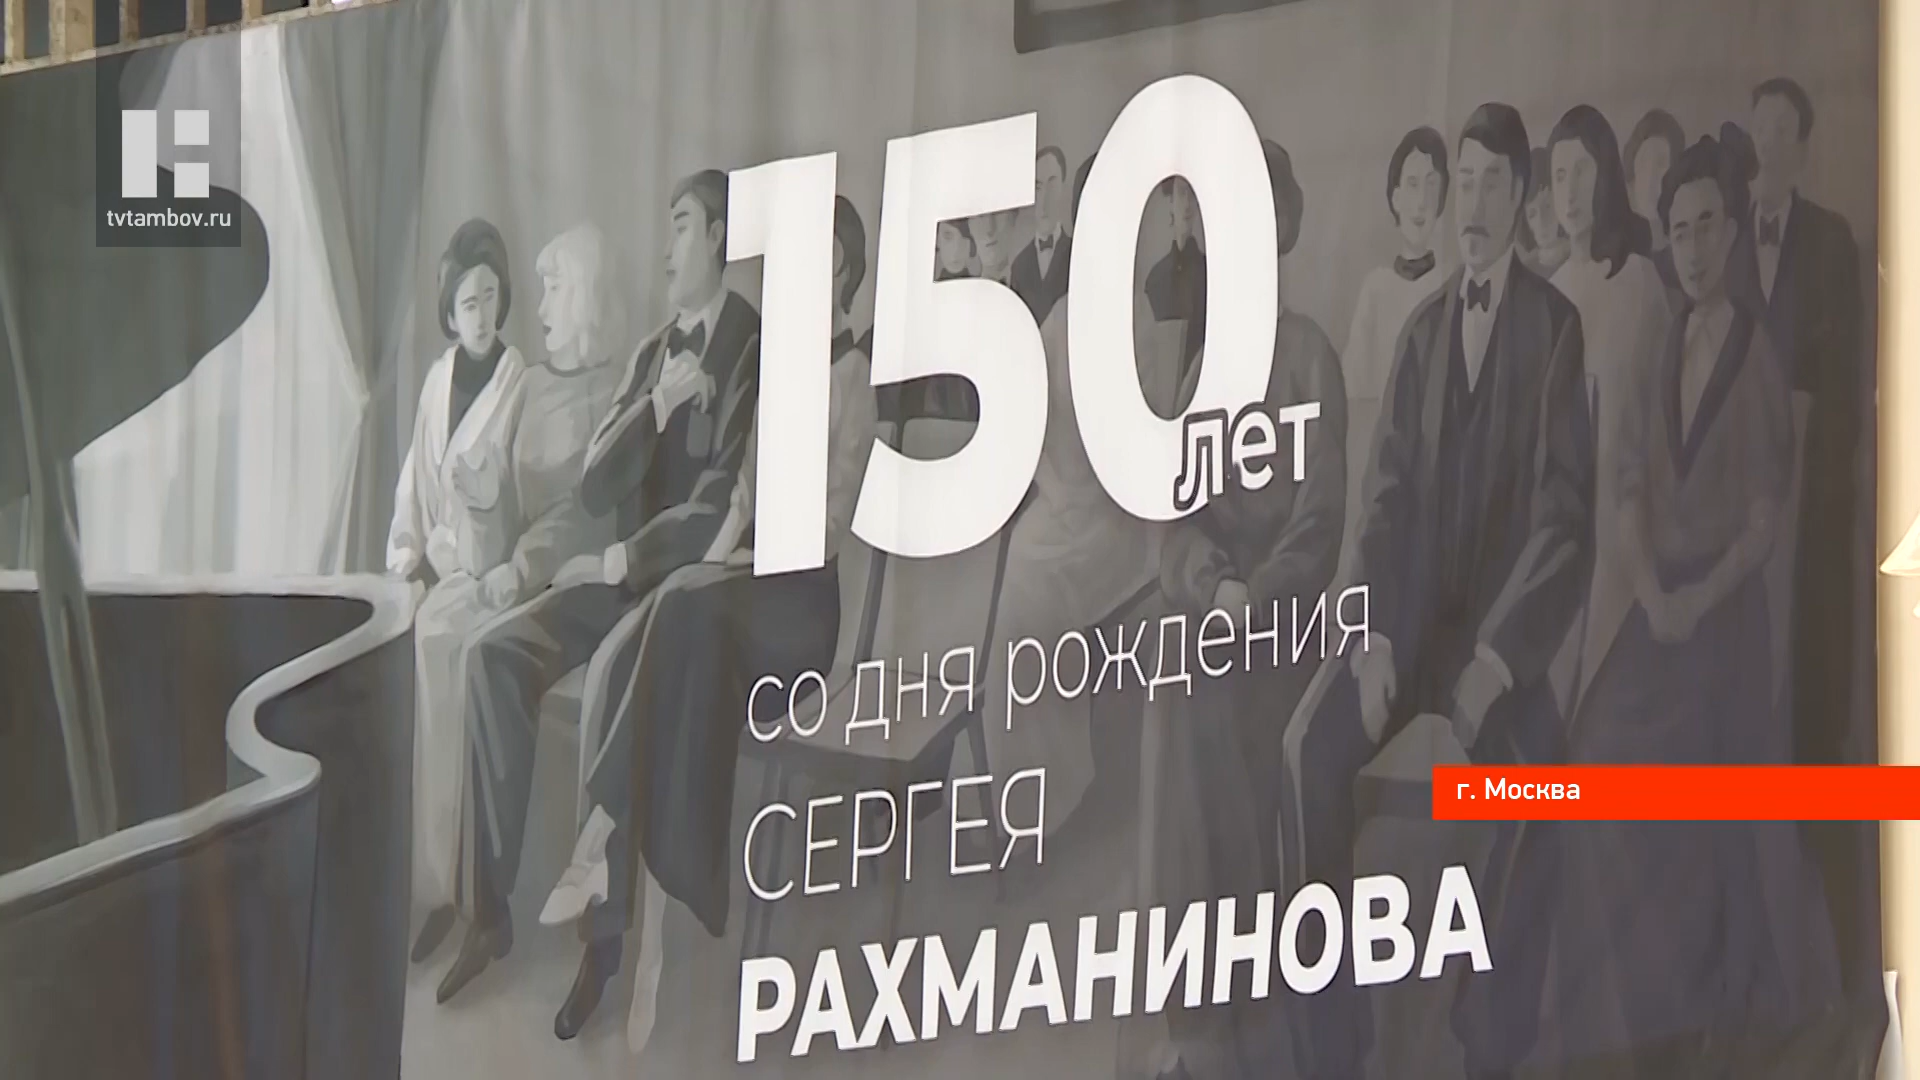 tvtambov.ru
150
лет
со дня рождения
СЕРГЕЯ
РАХМАНИНОВА
г. Москва